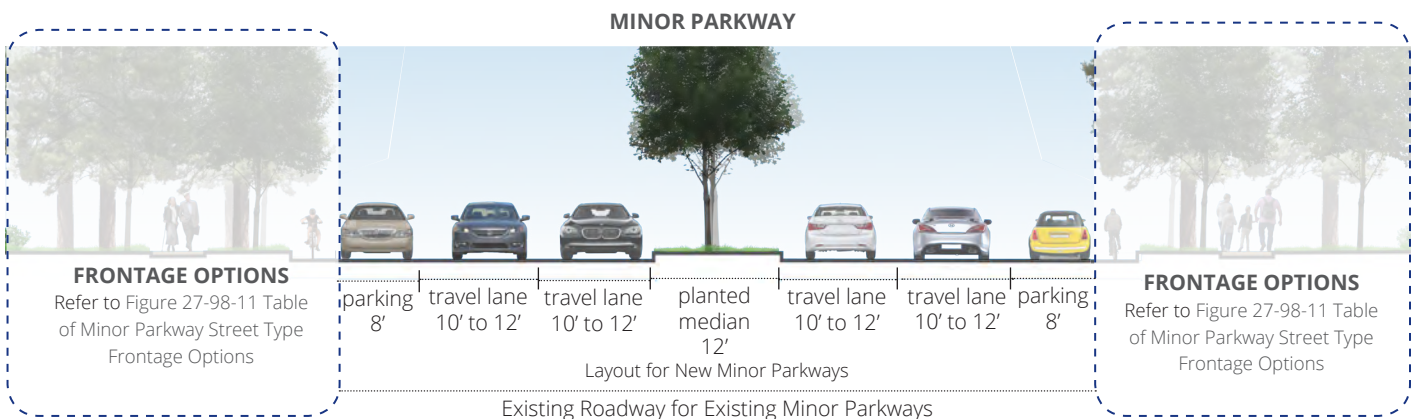 MINOR PARKWAY
FRONTAGE OPTIONS
Refer to Figure 27-98-11 Table
of Minor Parkway Street Type
Frontage Options
parking
8’
travel lane
10’ to 12’
travel lane
10’ to 12’
planted
median
12’
travel lane
10’ to 12’
travel lane
10’ to 12’
parking
8’
Layout for New Minor Parkways
Existing Roadway for Existing Minor Parkways
FRONTAGE OPTIONS
Refer to Figure 27-98-11 Table
of Minor Parkway Street Type
Frontage Options